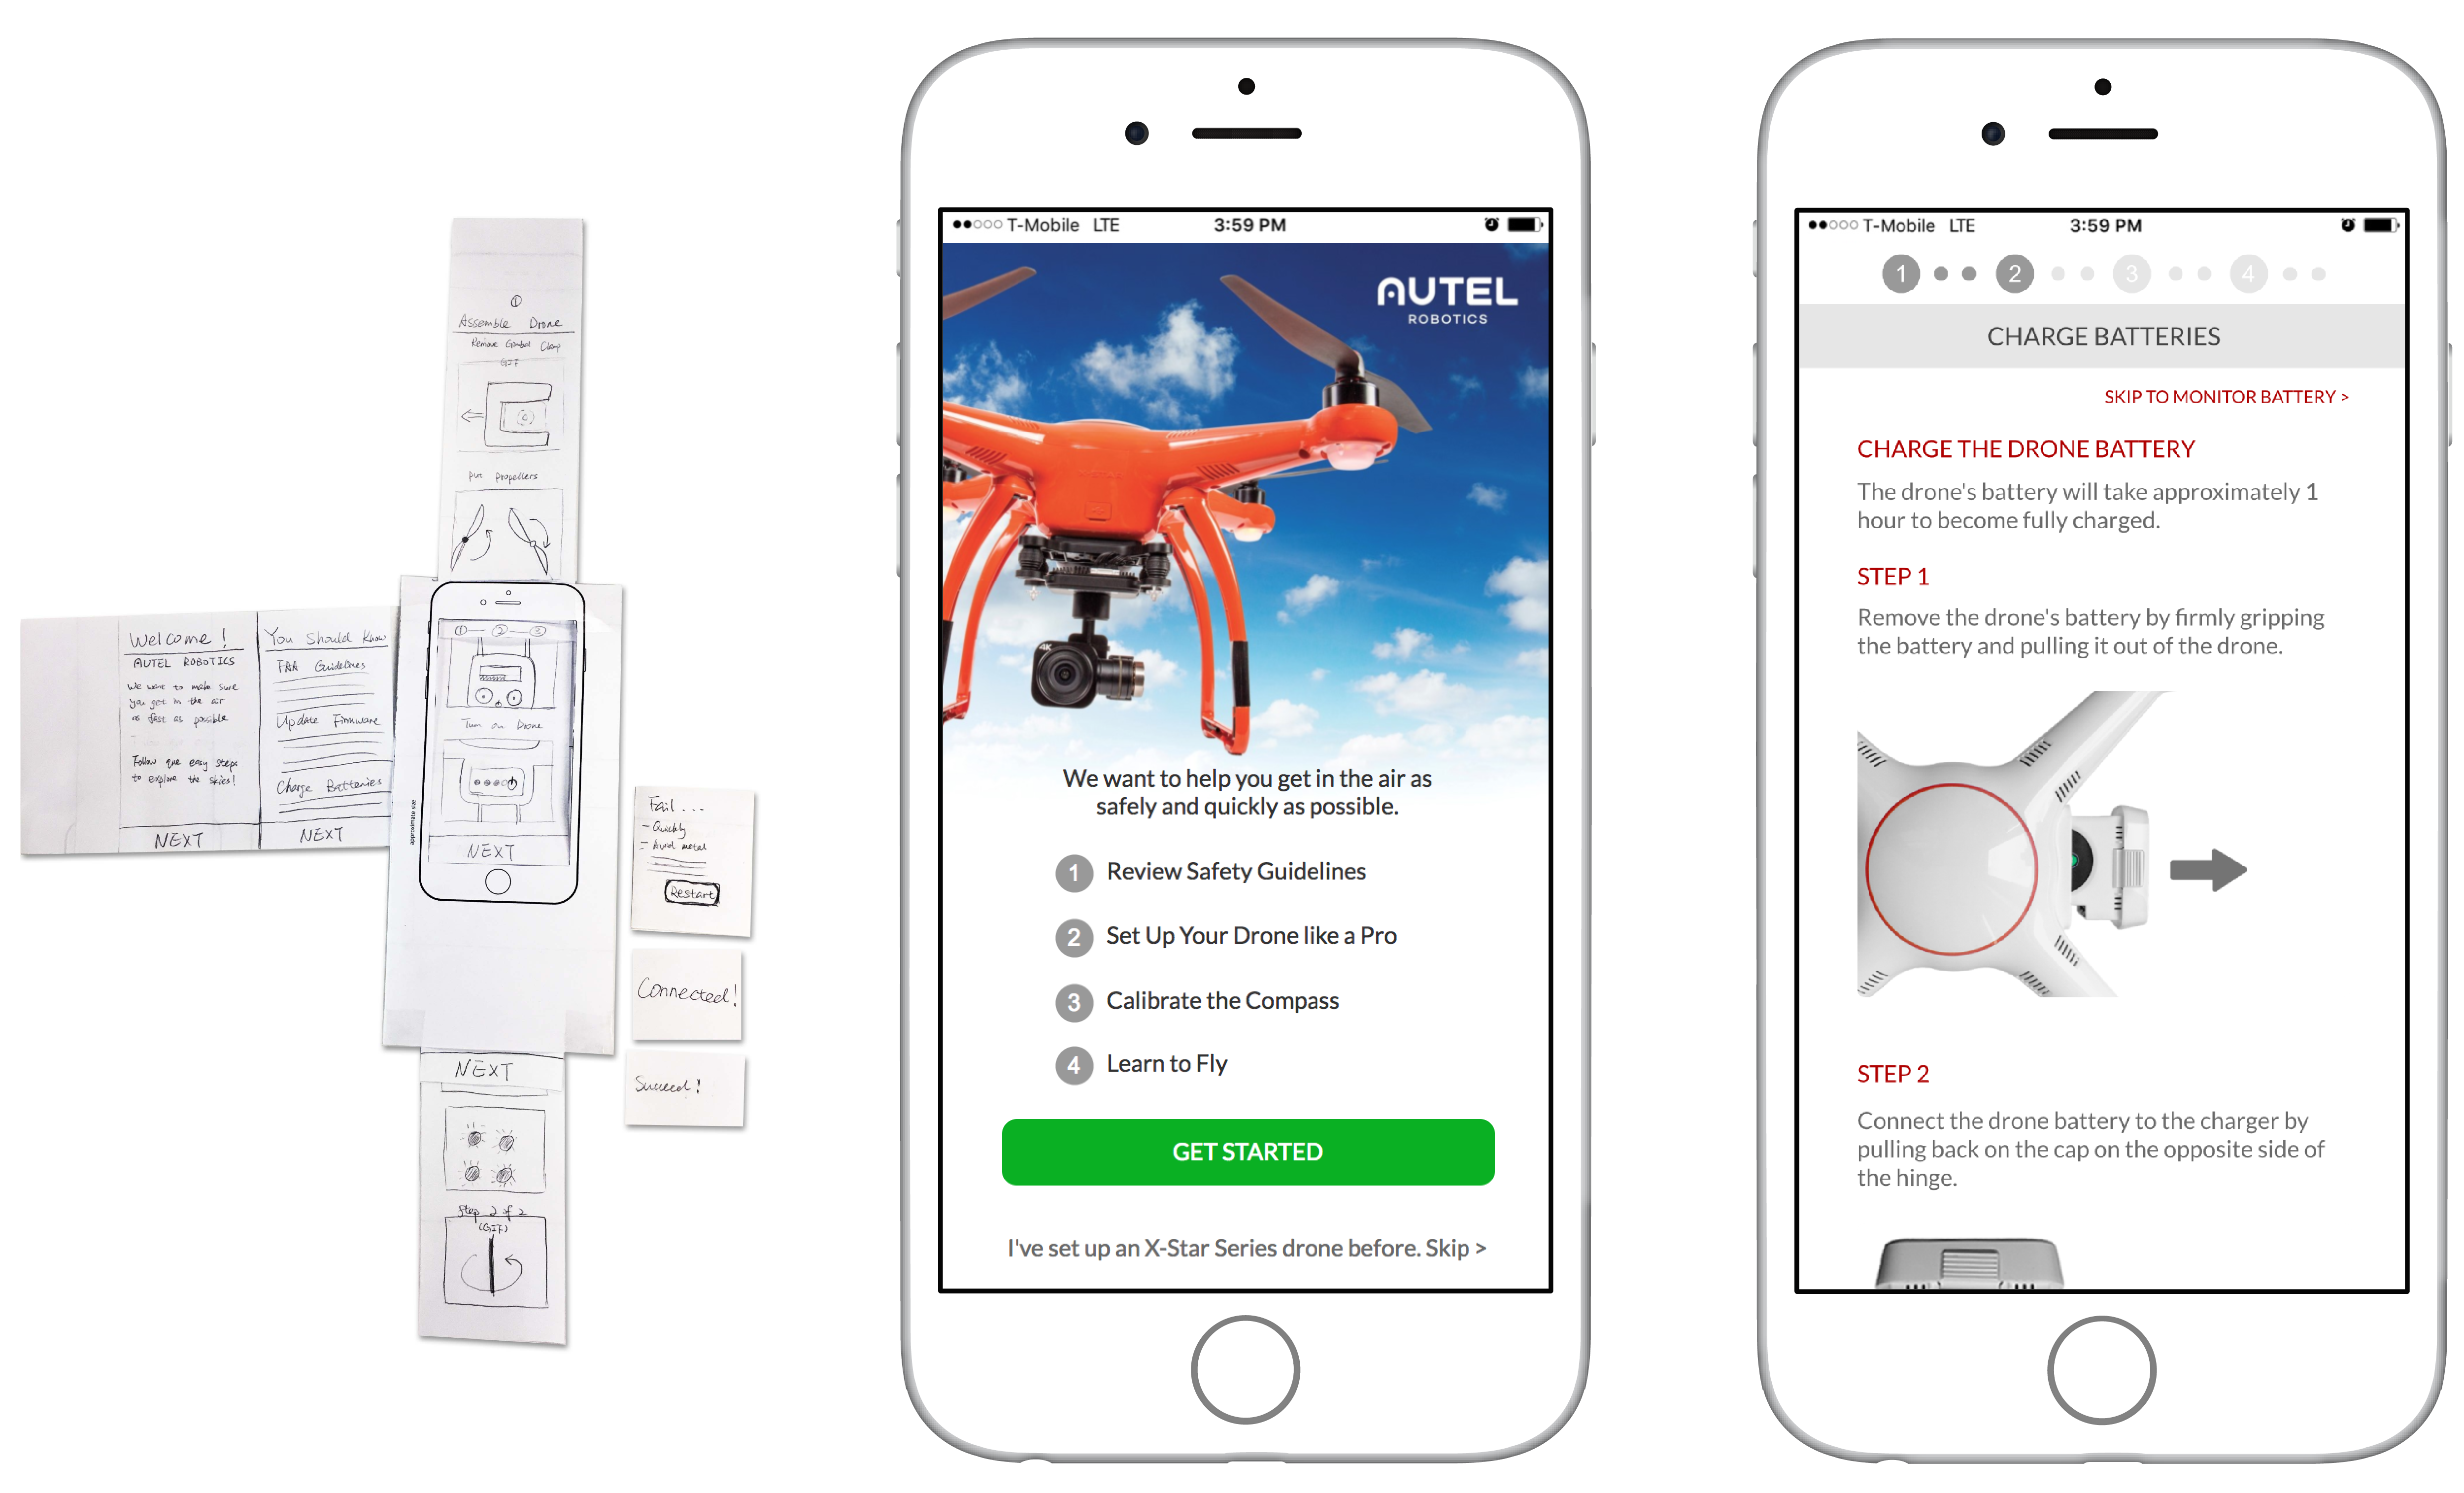 ①
Assemble Drone
Remove Gimbal Clamp
GIF
Put Propellers
Welcome!
AUTEL ROBOTICS
We want to make sure
you get in the air
as fast as possible
Follow
easy steps
to explore the skies!
NEXT
You Should Know
FAA Guidelines
Update Firmware
Charge Batteries
NEXT
① ② ③
Turn on Drone
NEXT
approximate size
Fail...
- Quickly
- Avoid metal
Restart
Connected!
Succeed!
NEXT
Step 2 of 2
(GIF)
T-Mobile LTE 3:59 PM
AUTEL
ROBOTICS
4K
We want to help you get in the air as
safely and quickly as possible.
1 Review Safety Guidelines
2 Set Up Your Drone like a Pro
3 Calibrate the Compass
4 Learn to Fly
GET STARTED
I've set up an X-Star Series drone before. Skip >
T-Mobile LTE 3:59 PM
1 2 3 4
CHARGE BATTERIES
SKIP TO MONITOR BATTERY >
CHARGE THE DRONE BATTERY
The drone's battery will take approximately 1
hour to become fully charged.
STEP 1
Remove the drone's battery by firmly gripping
the battery and pulling it out of the drone.
STEP 2
Connect the drone battery to the charger by
pulling back on the cap on the opposite side of
the hinge.